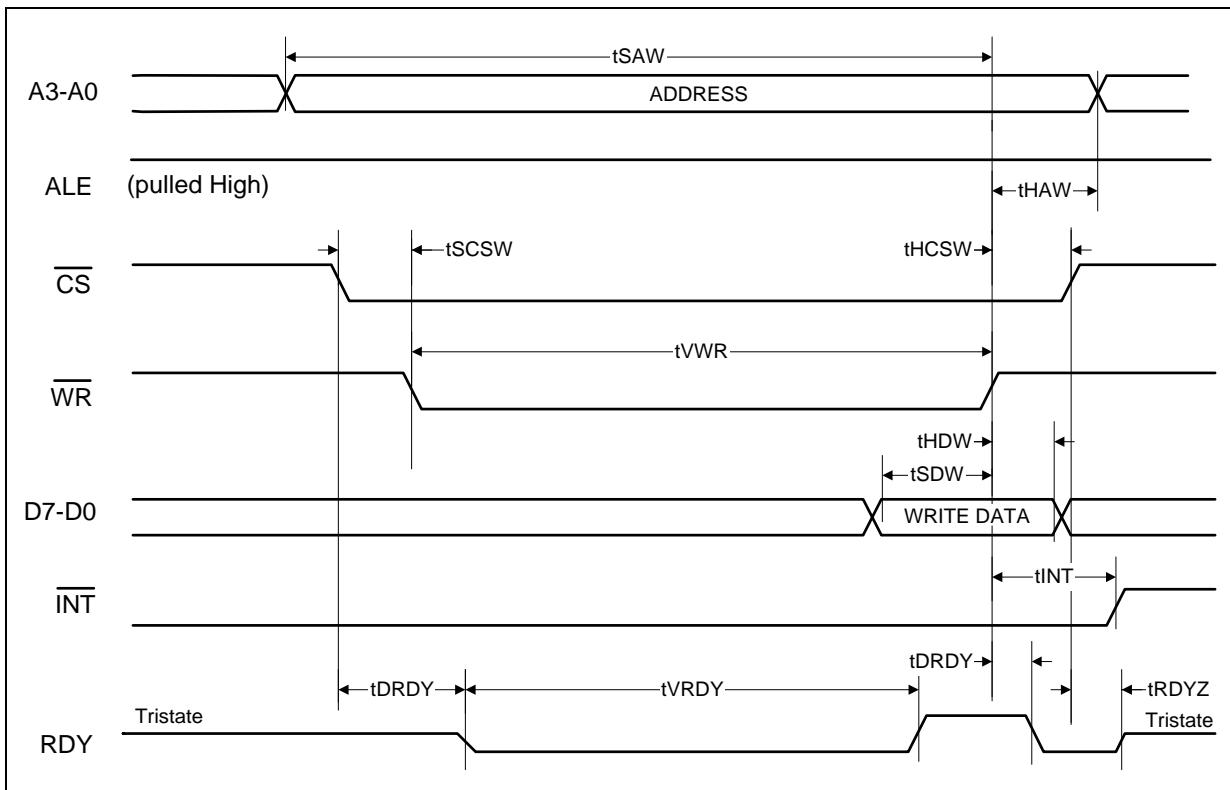 tSAW
A3-A0 ADDRESS
ALE (pulled High)
tHAW
tSCSW tHCSW
CS
tVWR
WR
tHDW
tSDW
D7-D0 WRITE DATA
tINT
INT
tDRDY
tDRDY tVRDY tRDYZ
Tristate Tristate
RDY